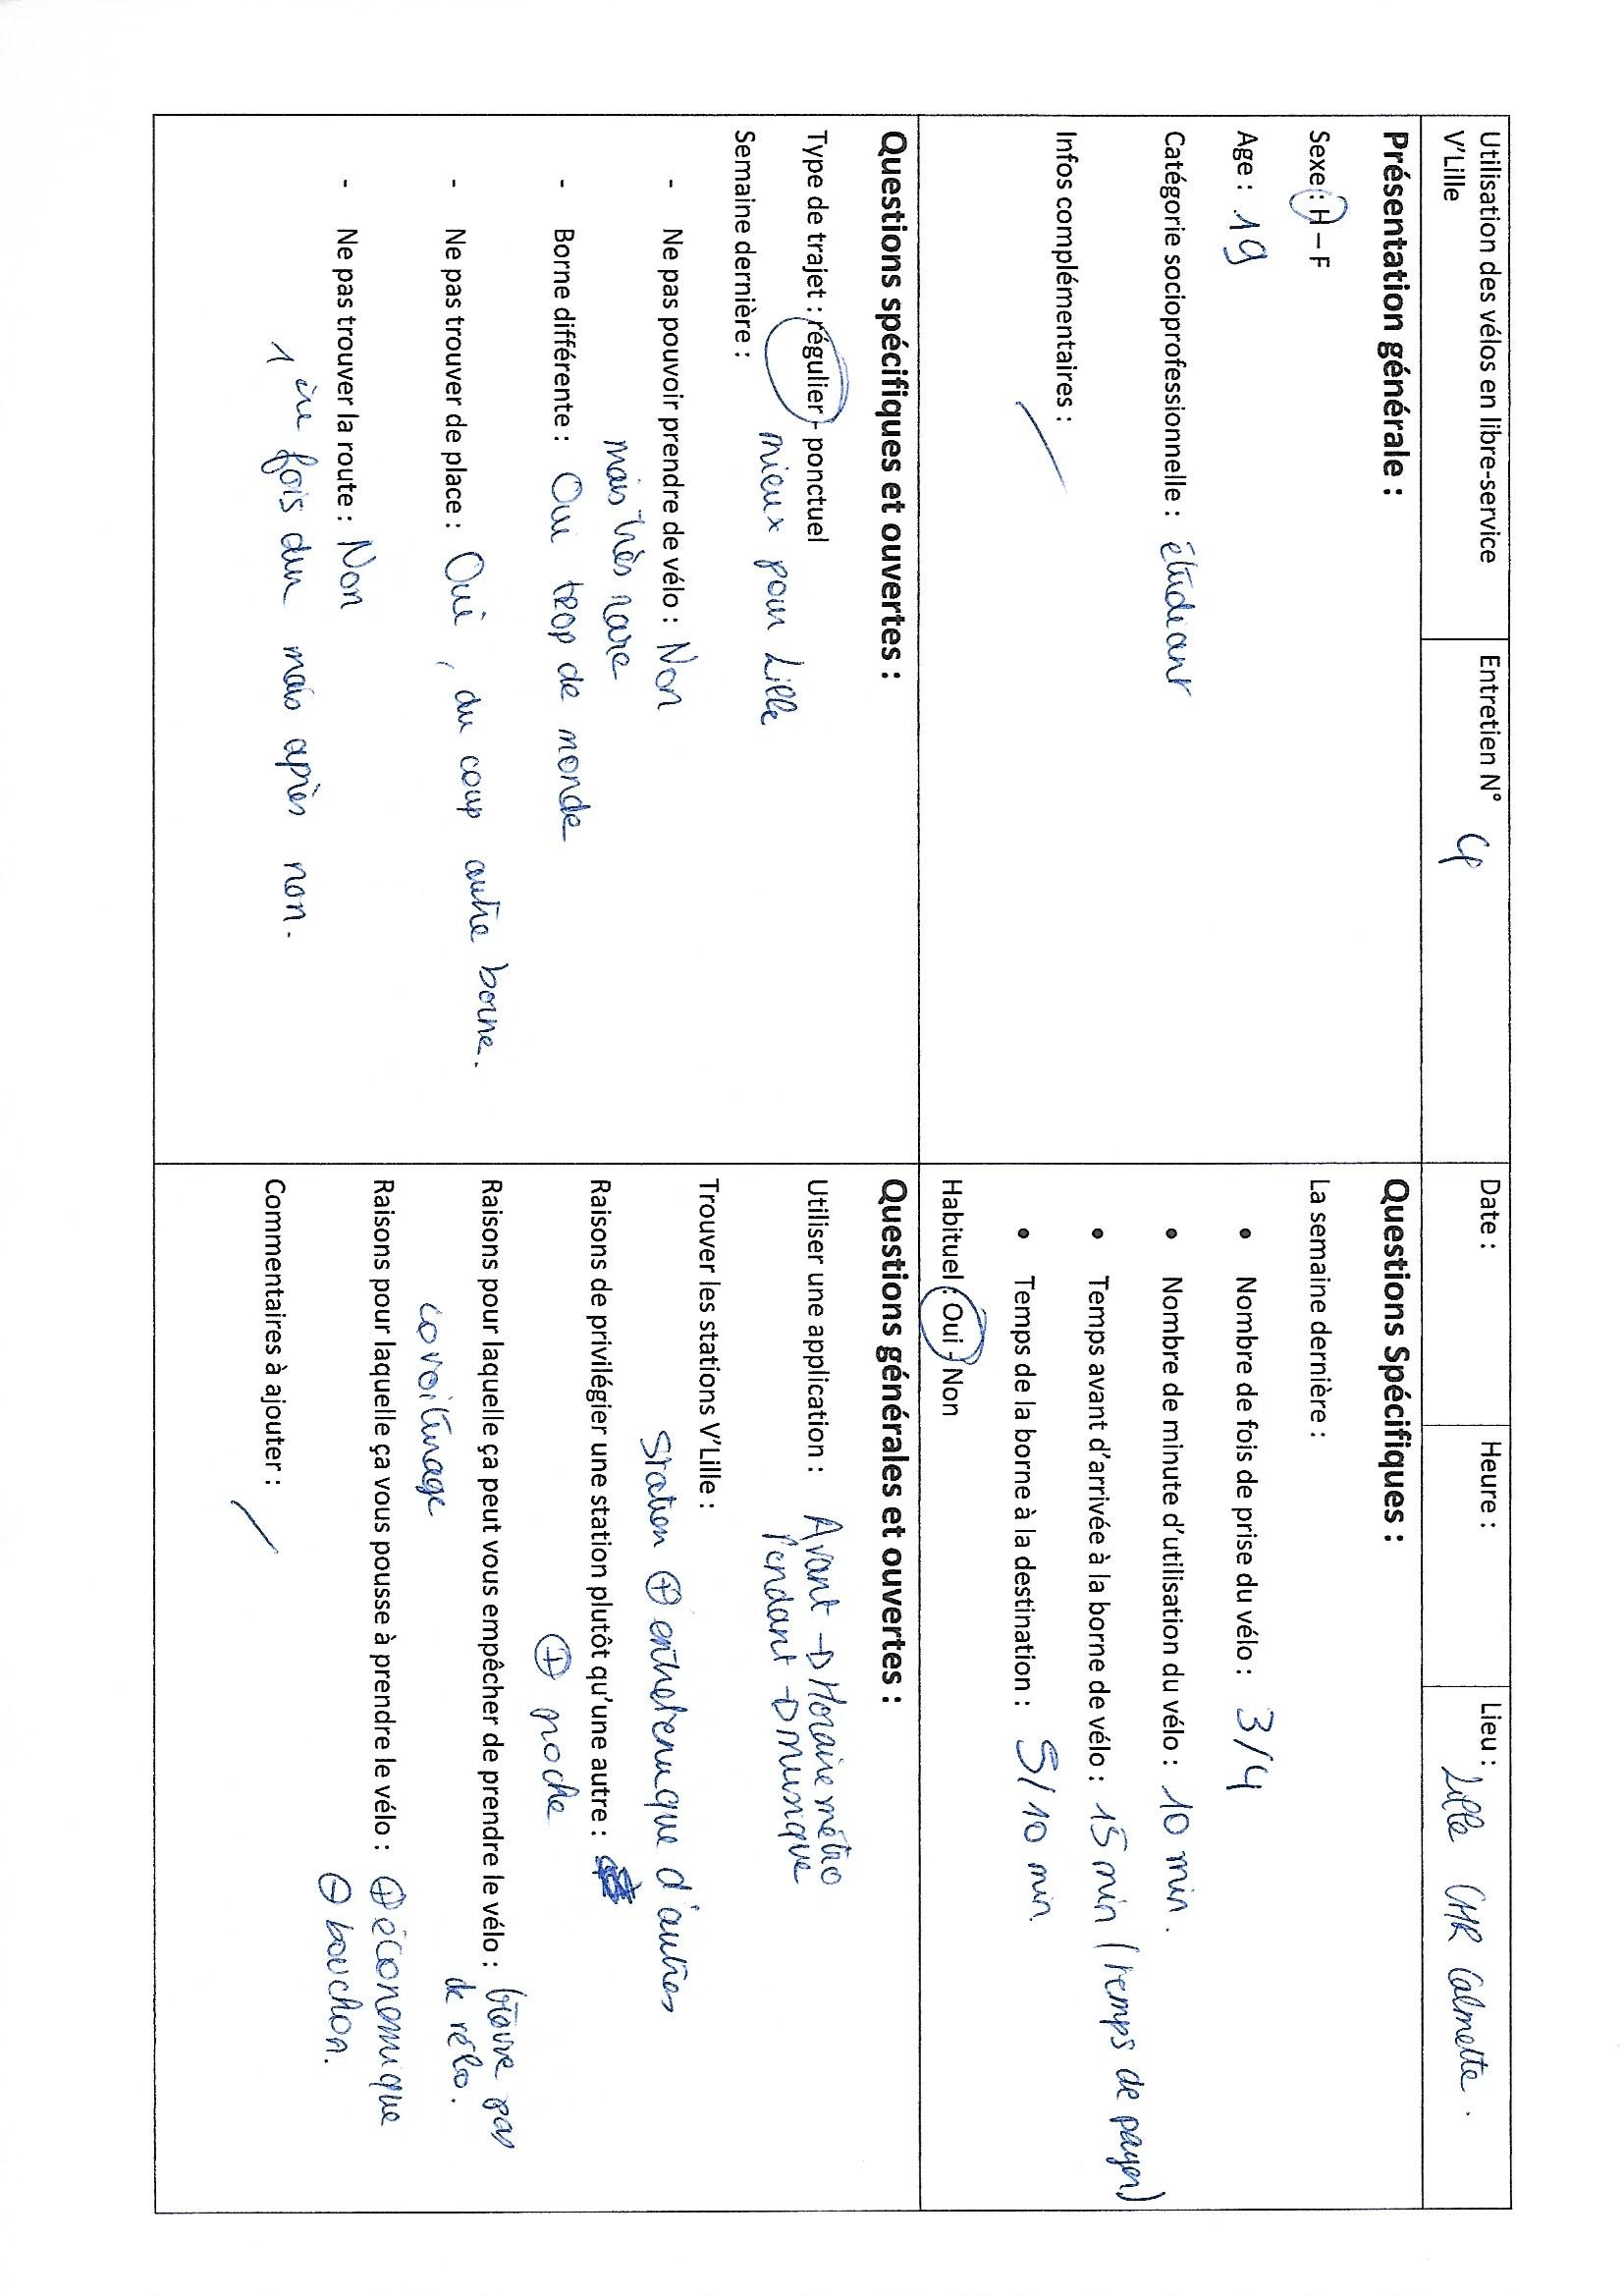 Utilisation des vélos en libre-service
V'Lille
Entretien N° 4
Date :
Heure :
Lieu : Lille CHR Calmette.
Présentation générale :
Sexe : H – F
Age : 19
Catégorie socioprofessionnelle : étudiant
Infos complémentaires : /
Questions Spécifiques :
La semaine dernière :
• Nombre de fois de prise du vélo : 3/4
• Nombre de minute d'utilisation du vélo : 10 min.
• Temps avant d'arrivée à la borne de vélo : 15 min (temps de payer)
• Temps de la borne à la destination : 5/10 min.
Habituel : Oui - Non
Questions spécifiques et ouvertes :
Type de trajet : régulier - ponctuel
mieux pour Lille
Semaine dernière :
- Ne pas pouvoir prendre de vélo : Non
mais très rare
- Borne différente : Oui trop de monde
- Ne pas trouver de place : Oui, du coup autre borne.
- Ne pas trouver la route : Non
1ère fois dur mais après non.
Questions générales et ouvertes :
Utiliser une application : Avant → Horaire métro
Pendant → musique
Trouver les stations V'Lille :
Station ⊕ entretenu que d'autres
Raisons de privilégier une station plutôt qu'une autre :
⊕ proche
Raisons pour laquelle ça peut vous empêcher de prendre le vélo : trouve pas
de vélo.
covoiturage
Raisons pour laquelle ça vous pousse à prendre le vélo : ⊕ économique
⊖ bouchon.
Commentaires à ajouter : /